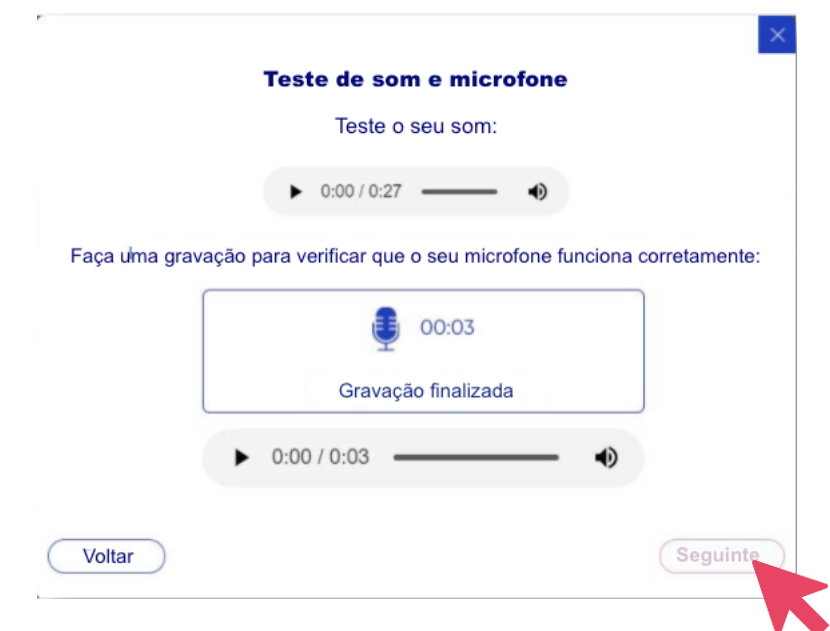 Teste de som e microfone
Teste o seu som:
0:00 / 0:27
Faça uma gravação para verificar que o seu microfone funciona corretamente:
00:03
Gravação finalizada
0:00 / 0:03
Voltar
Seguinte